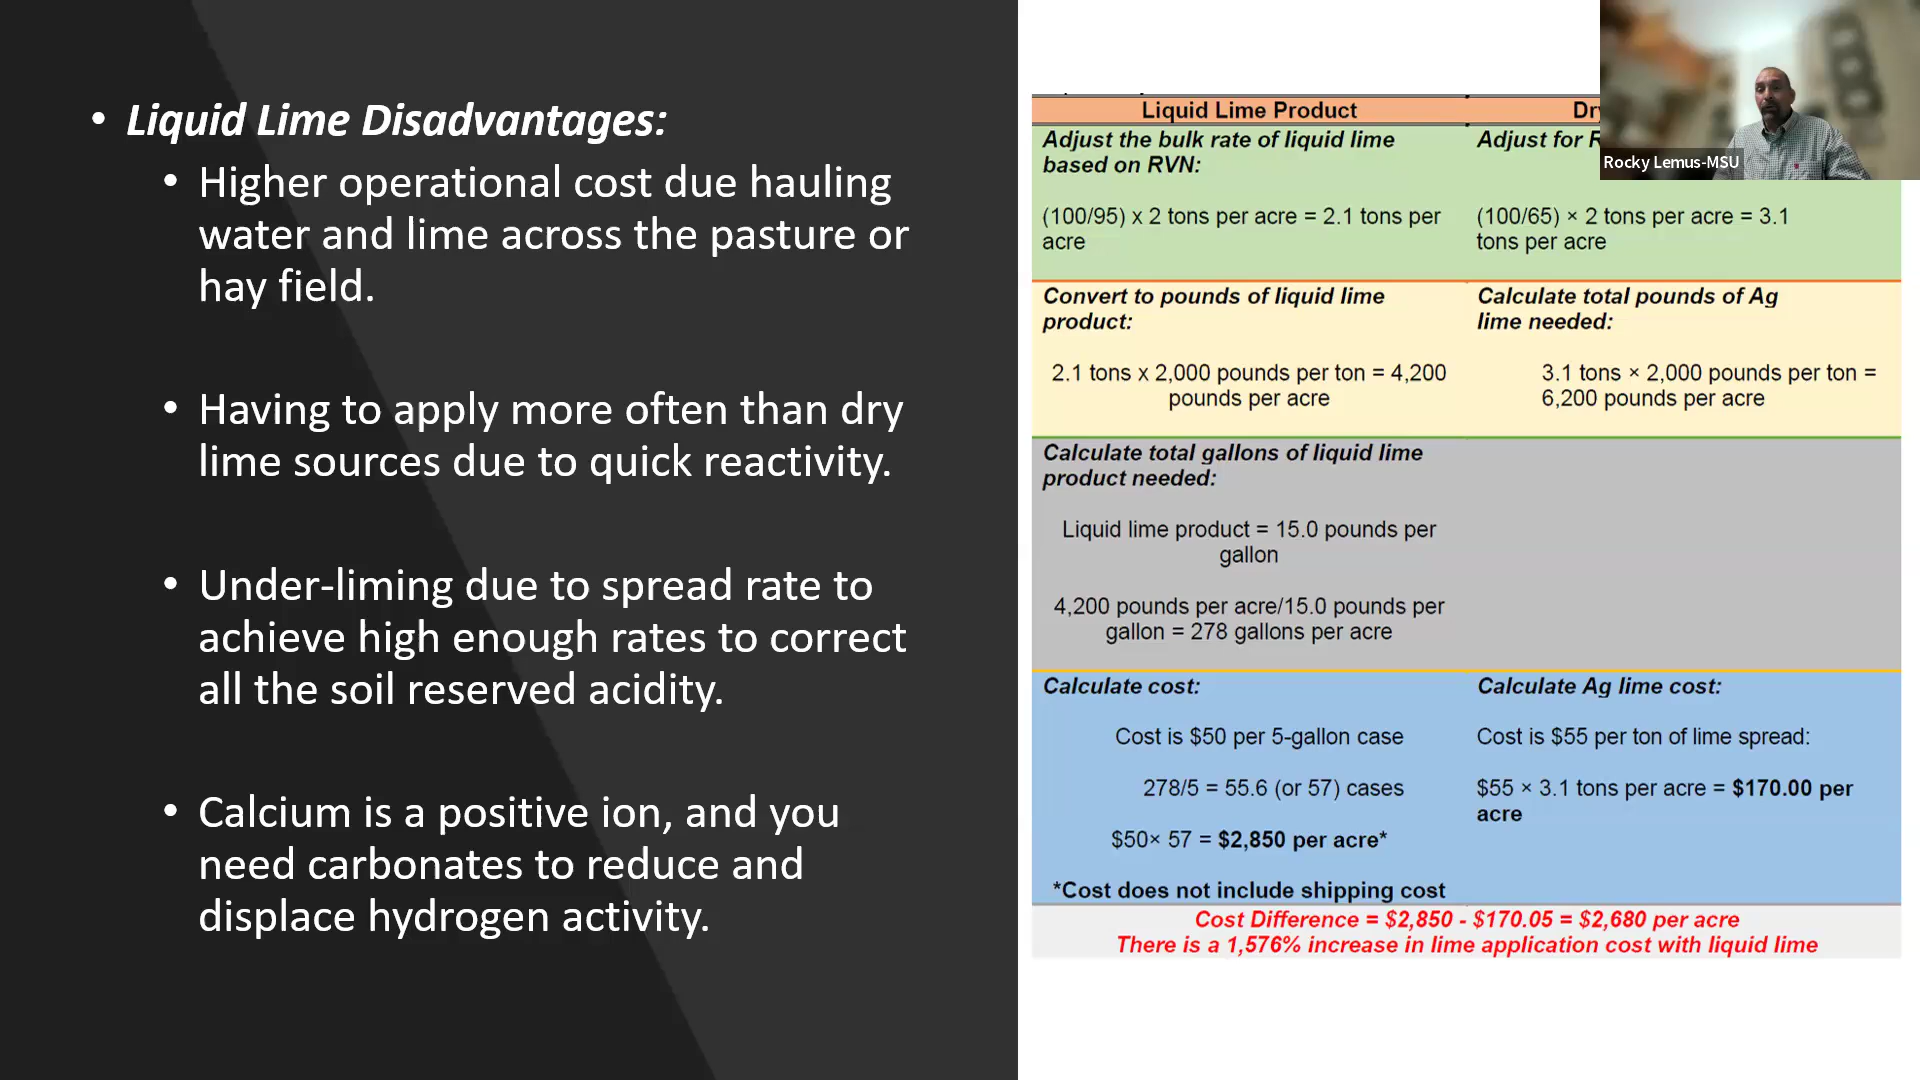 • Liquid Lime Disadvantages:
• Higher operational cost due hauling
water and lime across the pasture or
hay field.
• Having to apply more often than dry
lime sources due to quick reactivity.
• Under-liming due to spread rate to
achieve high enough rates to correct
all the soil reserved acidity.
• Calcium is a positive ion, and you
need carbonates to reduce and
displace hydrogen activity.
Liquid Lime Product
Adjust the bulk rate of liquid lime
based on RVN:
(100/95) x 2 tons per acre = 2.1 tons per
acre
Adjust for
(100/65) × 2 tons per acre = 3.1
tons per acre
Convert to pounds of liquid lime
product:
2.1 tons x 2,000 pounds per ton = 4,200
pounds per acre
Calculate total pounds of Ag
lime needed:
3.1 tons × 2,000 pounds per ton =
6,200 pounds per acre
Calculate total gallons of liquid lime
product needed:
Liquid lime product = 15.0 pounds per
gallon
4,200 pounds per acre/15.0 pounds per
gallon = 278 gallons per acre
Calculate cost:
Cost is $50 per 5-gallon case
278/5 = 55.6 (or 57) cases
$50× 57 = $2,850 per acre*
*Cost does not include shipping cost
Calculate Ag lime cost:
Cost is $55 per ton of lime spread:
$55 × 3.1 tons per acre = $170.00 per
acre
Cost Difference = $2,850 - $170.05 = $2,680 per acre
There is a 1,576% increase in lime application cost with liquid lime
Rocky Lemus-MSU